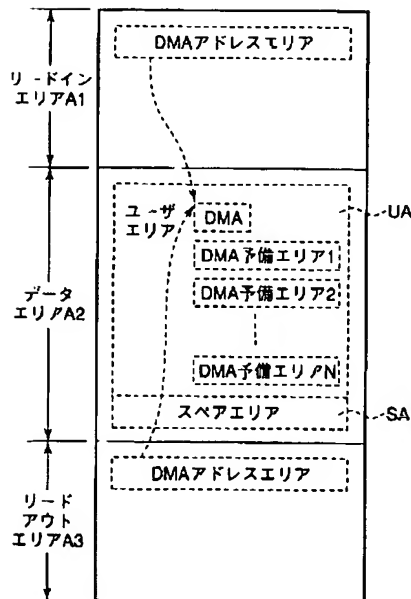 DMAアドレスエリア
リードイン
エリアA1
ユーザ
エリア
DMA
UA
DMA予備エリア1
DMA予備エリア2
データ
エリアA2
DMA予備エリアN
スペアエリア
SA
DMAアドレスエリア
リード
アウト
エリアA3